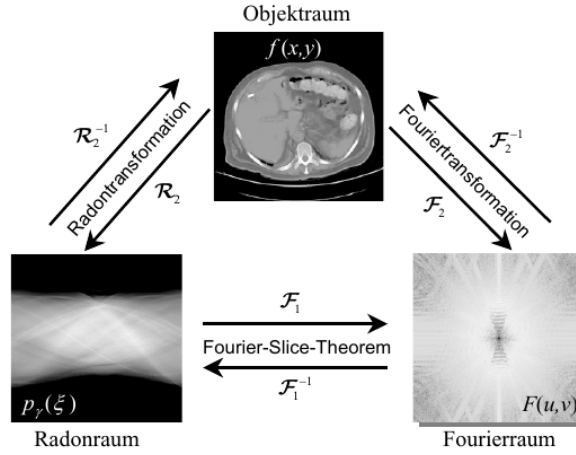 Objektraum
f(x,y)
ℛ₂⁻¹
Radontransformation
ℛ₂
ℱ₂⁻¹
Fouriertransformation
ℱ₂
ℱ₁
Fourier-Slice-Theorem
ℱ₁⁻¹
p_γ(ξ)
F(u,v)
Radonraum
Fourierraum